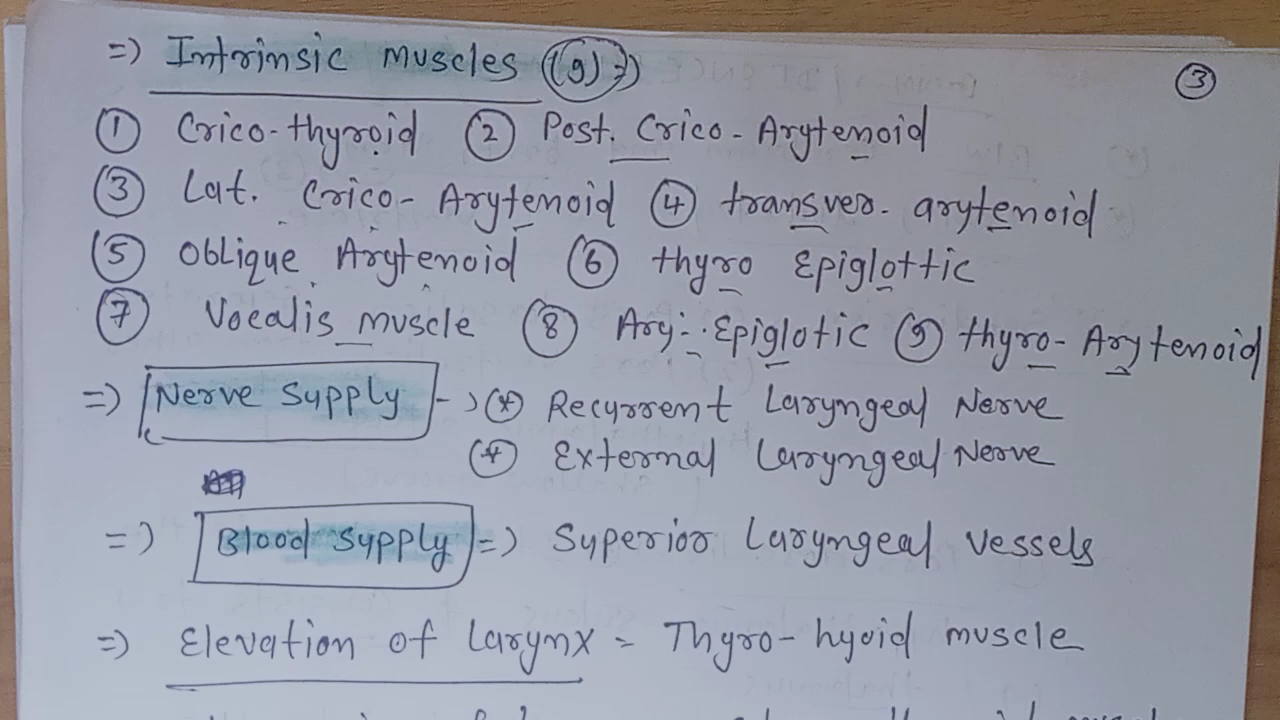 =) Intrinsic muscles (9) =)
③
① Crico-thyroid ② Post. Crico-Arytenoid
③ Lat. Crico-Arytenoid ④ transver. arytenoid
⑤ Oblique Arytenoid ⑥ thyro Epiglottic
⑦ Vocalis muscle ⑧ Ary-Epiglotic ⑨ thyro-Arytenoid
=) Nerve Supply -> * Recurrent Laryngeal Nerve
* External Laryngeal Nerve
=) Blood Supply =) Superior Laryngeal Vessels
=) Elevation of Larynx = Thyro-hyoid muscle